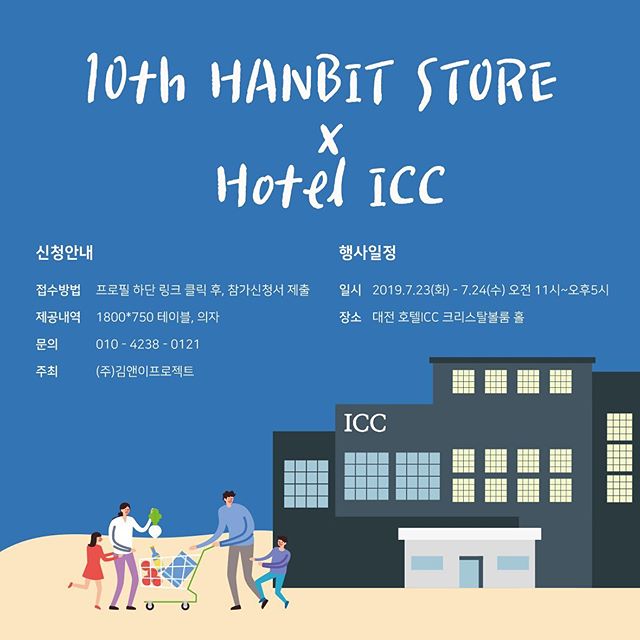 10th HANBIT STORE
x
Hotel ICC
신청안내
접수방법 프로필 하단 링크 클릭 후, 참가신청서 제출
제공내역 1800*750 테이블, 의자
문의 010 - 4238 - 0121
주최 (주)김앤이프로젝트
행사일정
일시 2019.7.23(화) - 7.24(수) 오전 11시~오후5시
장소 대전 호텔ICC 크리스탈볼룸 홀
ICC